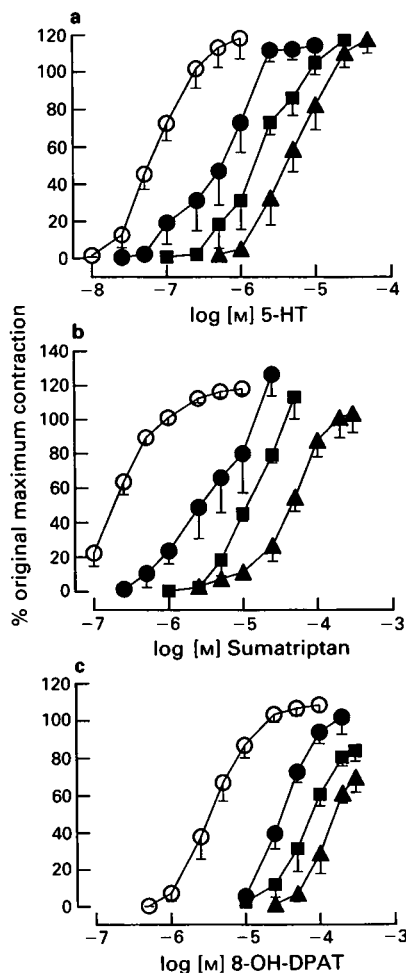 a
120
100
80
60
40
20
0
−8 −7 −6 −5 −4
log [M] 5-HT
b
% original maximum contraction
140
120
100
80
60
40
20
0
−7 −6 −5 −4 −3
log [M] Sumatriptan
c
120
100
80
60
40
20
0
−7 −6 −5 −4 −3
log [M] 8-OH-DPAT